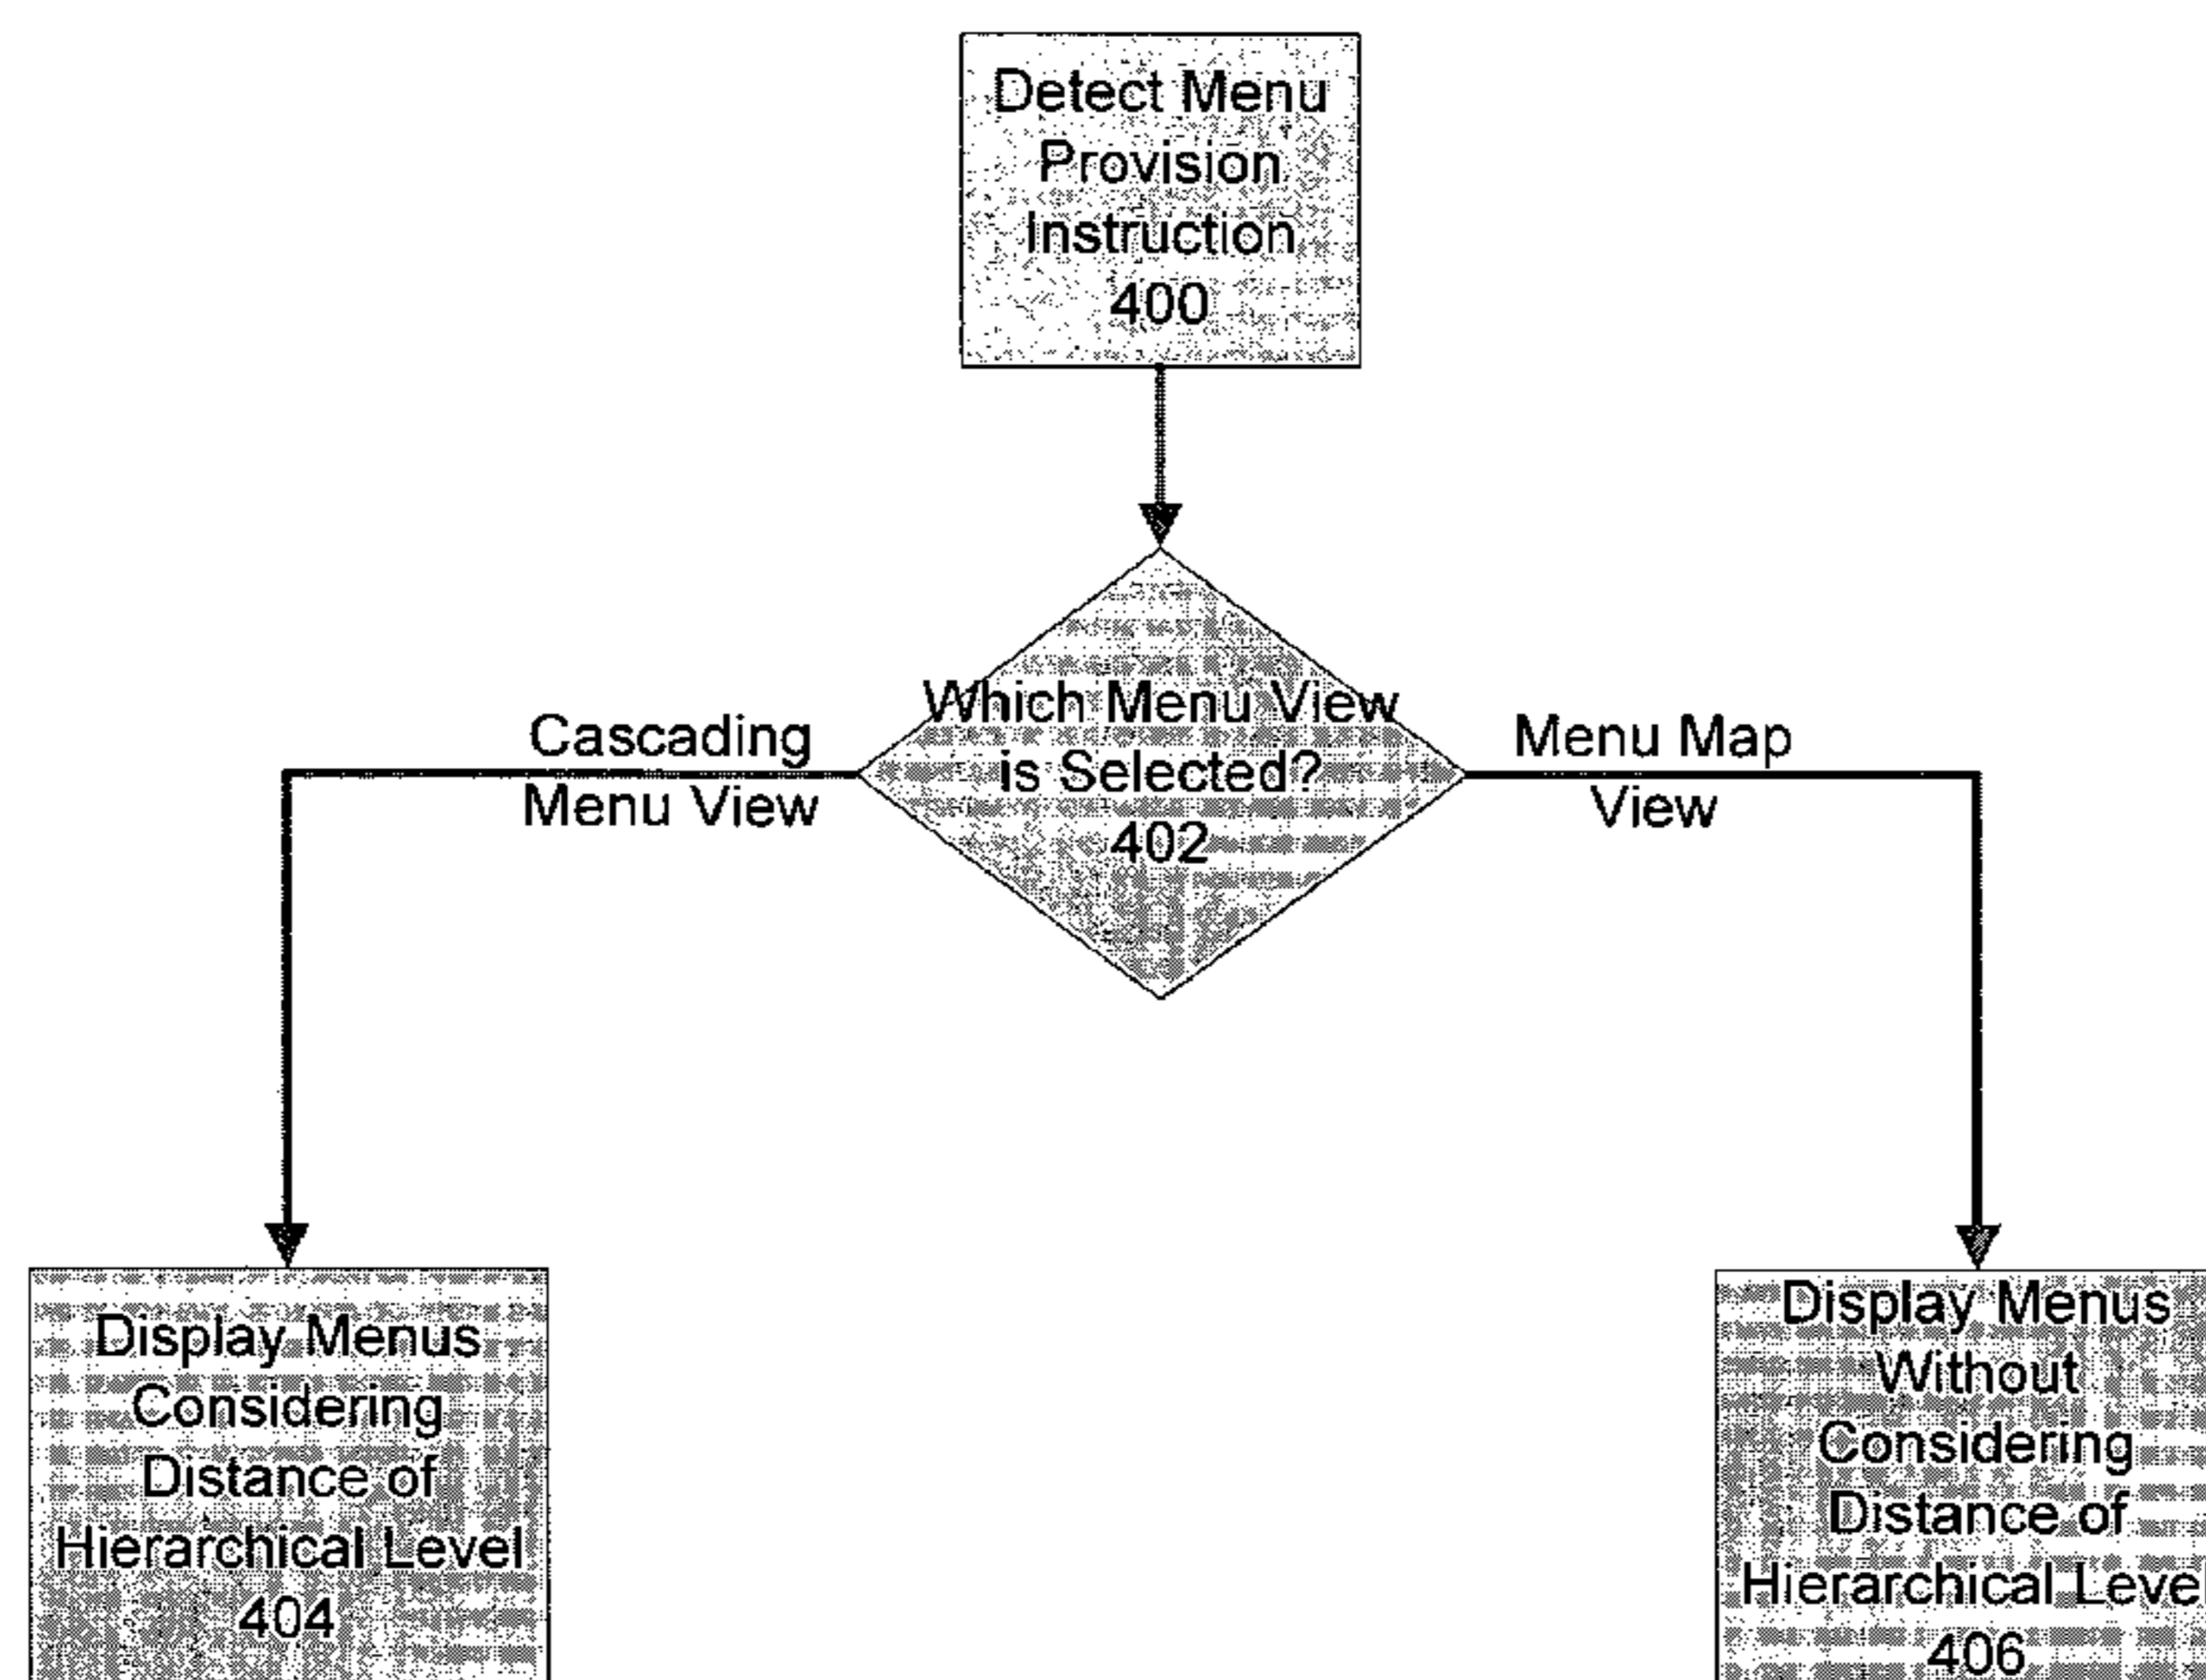 Detect Menu
Provision
Instruction
400
Which Menu View
is Selected?
402
Cascading
Menu View
Menu Map
View
Display Menus
Considering
Distance of
Hierarchical Level
404
Display Menus
Without
Considering
Distance of
Hierarchical Level
406